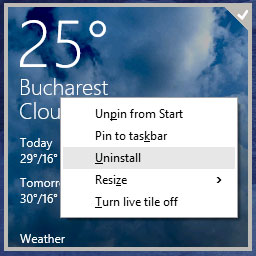 25°
Bucharest
Clou
Unpin from Start
Pin to taskbar
Uninstall
Resize
Turn live tile off
Today
29°/16°
Tomorro
30°/16°
Weather